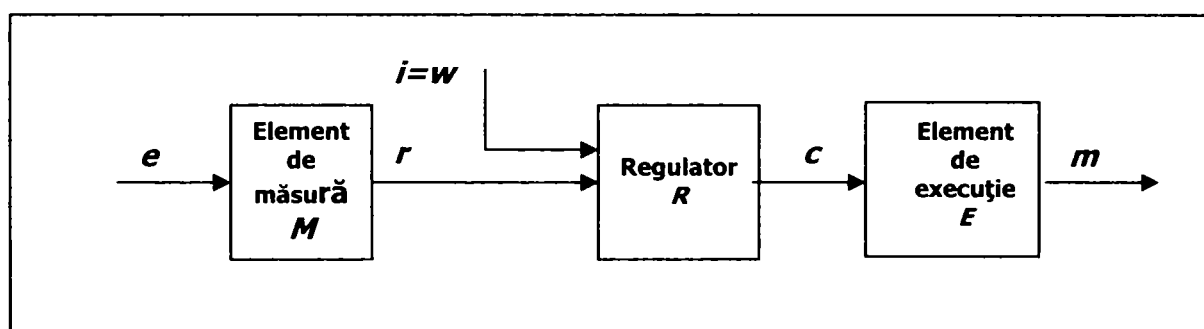 i=w
e
Element
de
măsură
M
r
Regulator
R
c
Element
de
execuţie
E
m